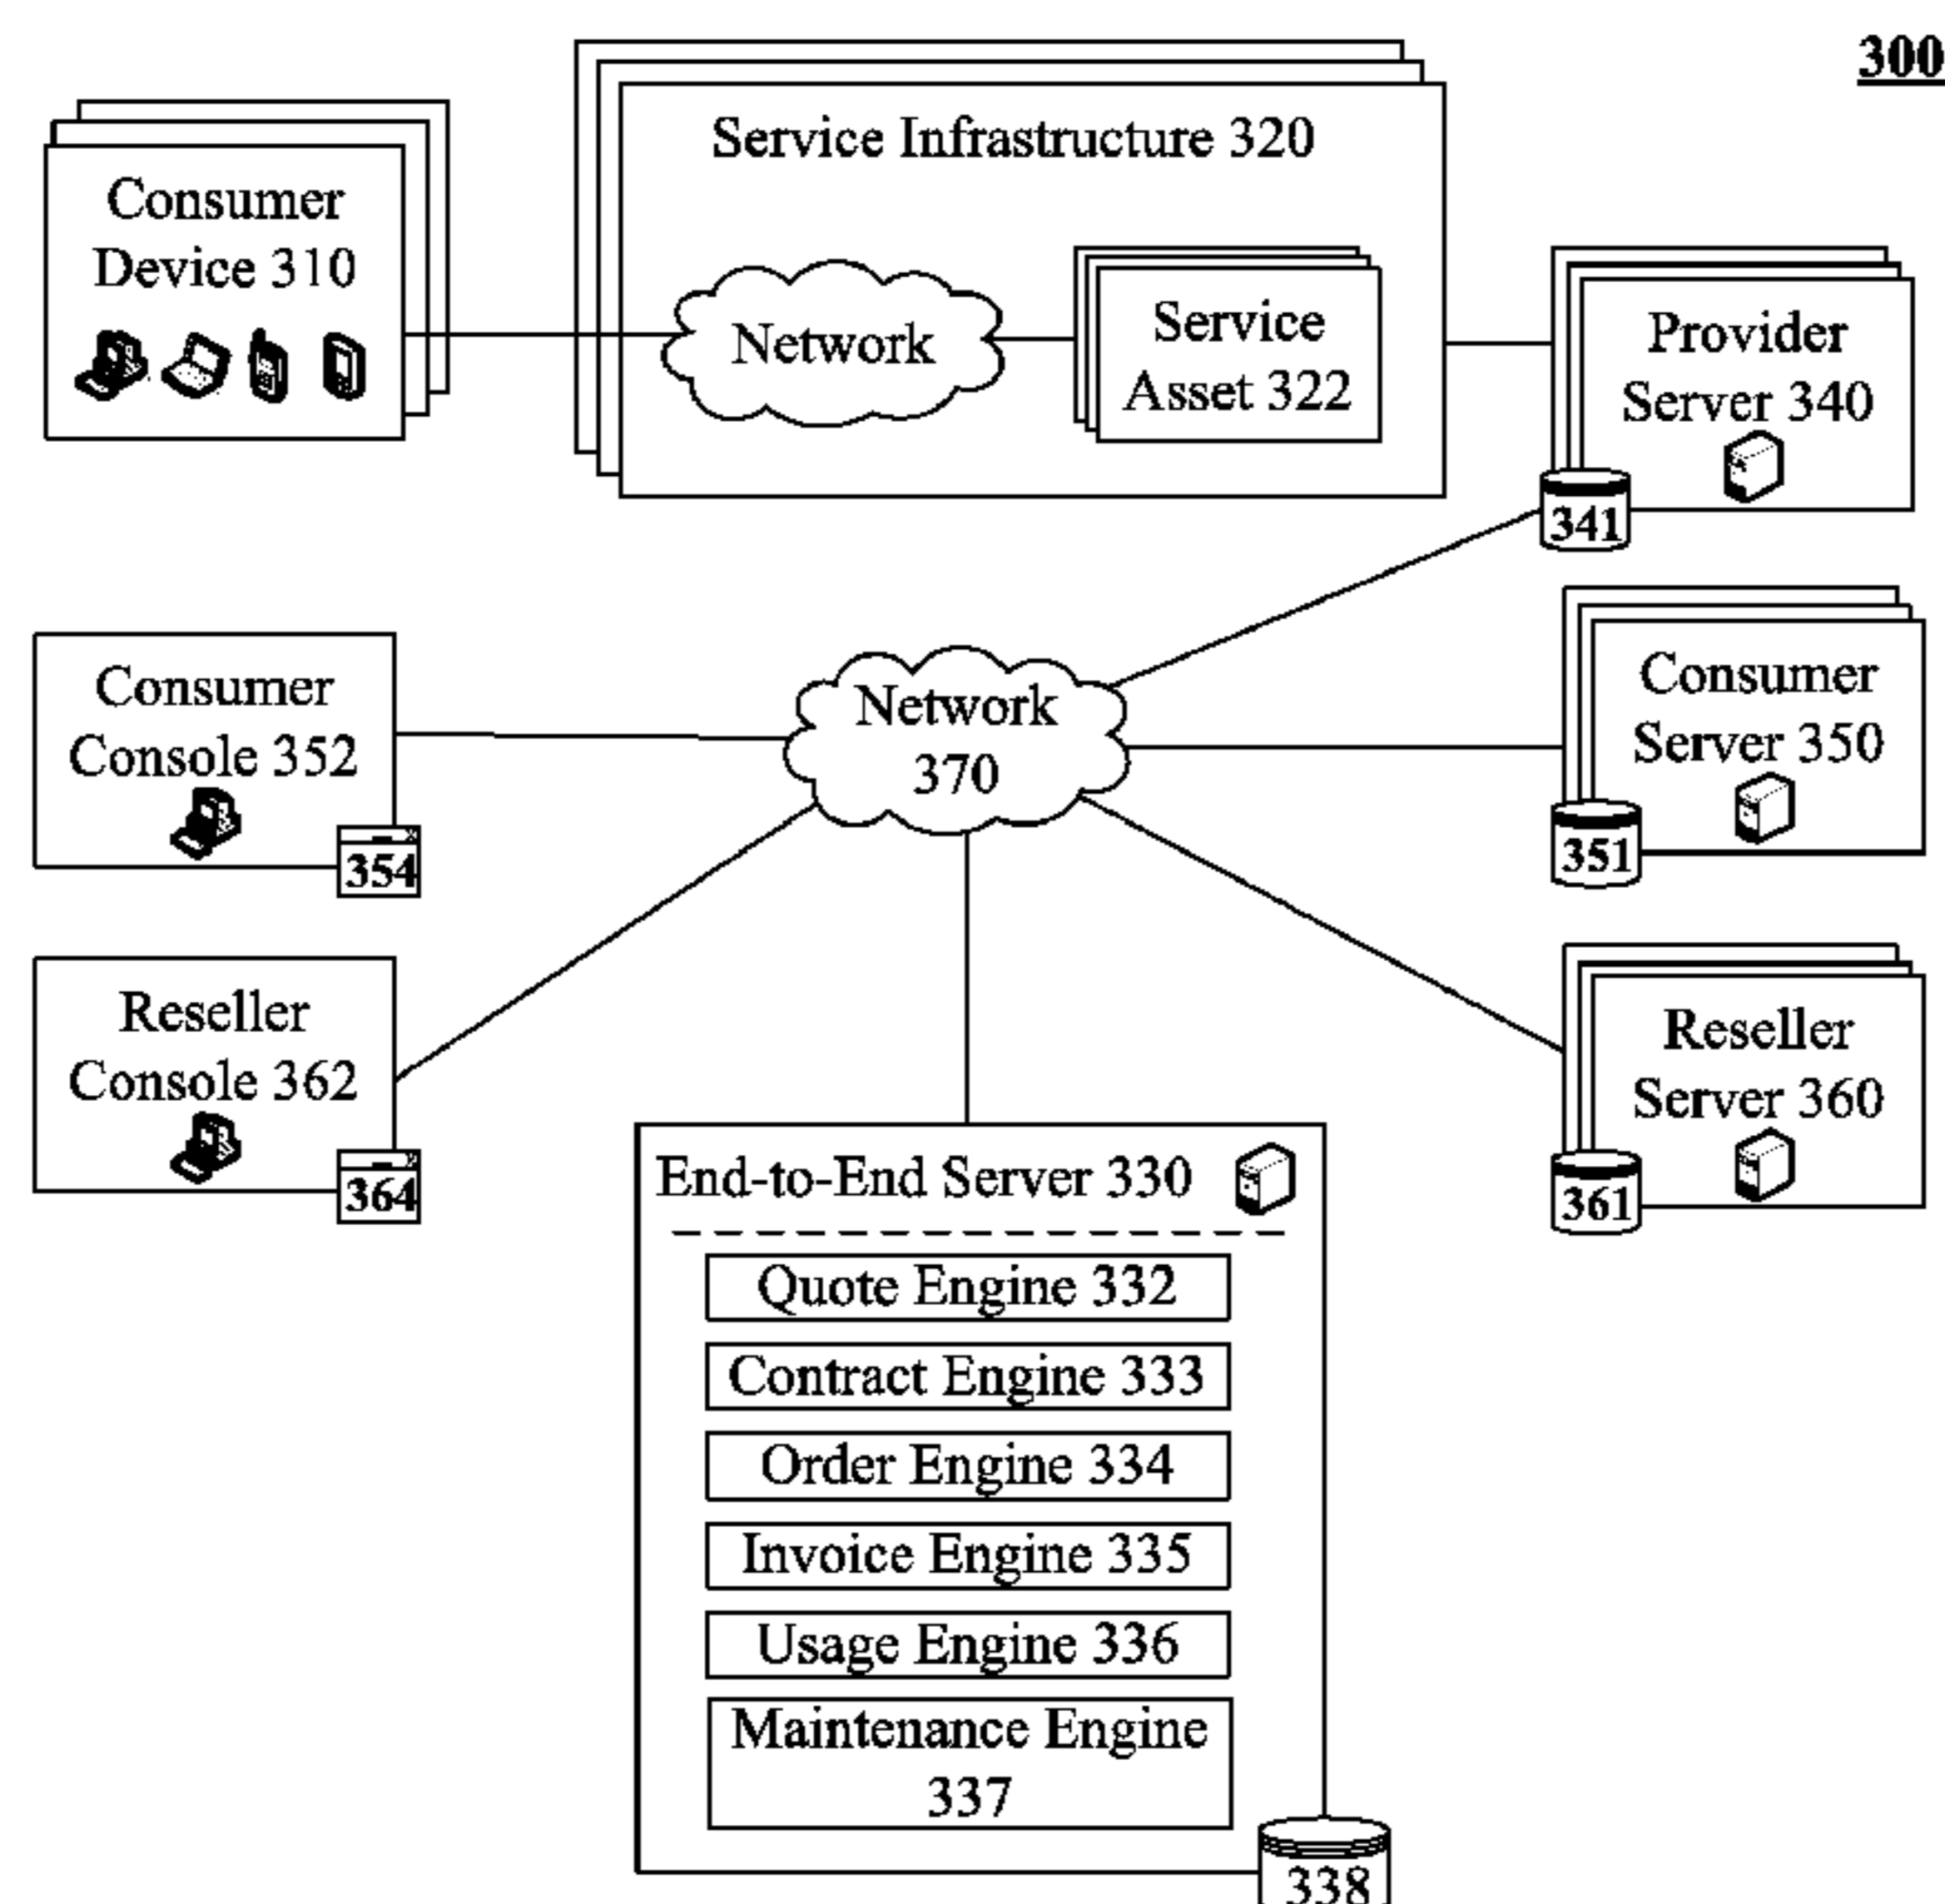 300
Service Infrastructure 320
Consumer
Device 310
Network
Service
Asset 322
Provider
Server 340
341
Consumer
Console 352
354
Network
370
Consumer
Server 350
351
Reseller
Console 362
364
Reseller
Server 360
361
End-to-End Server 330
Quote Engine 332
Contract Engine 333
Order Engine 334
Invoice Engine 335
Usage Engine 336
Maintenance Engine
337
338